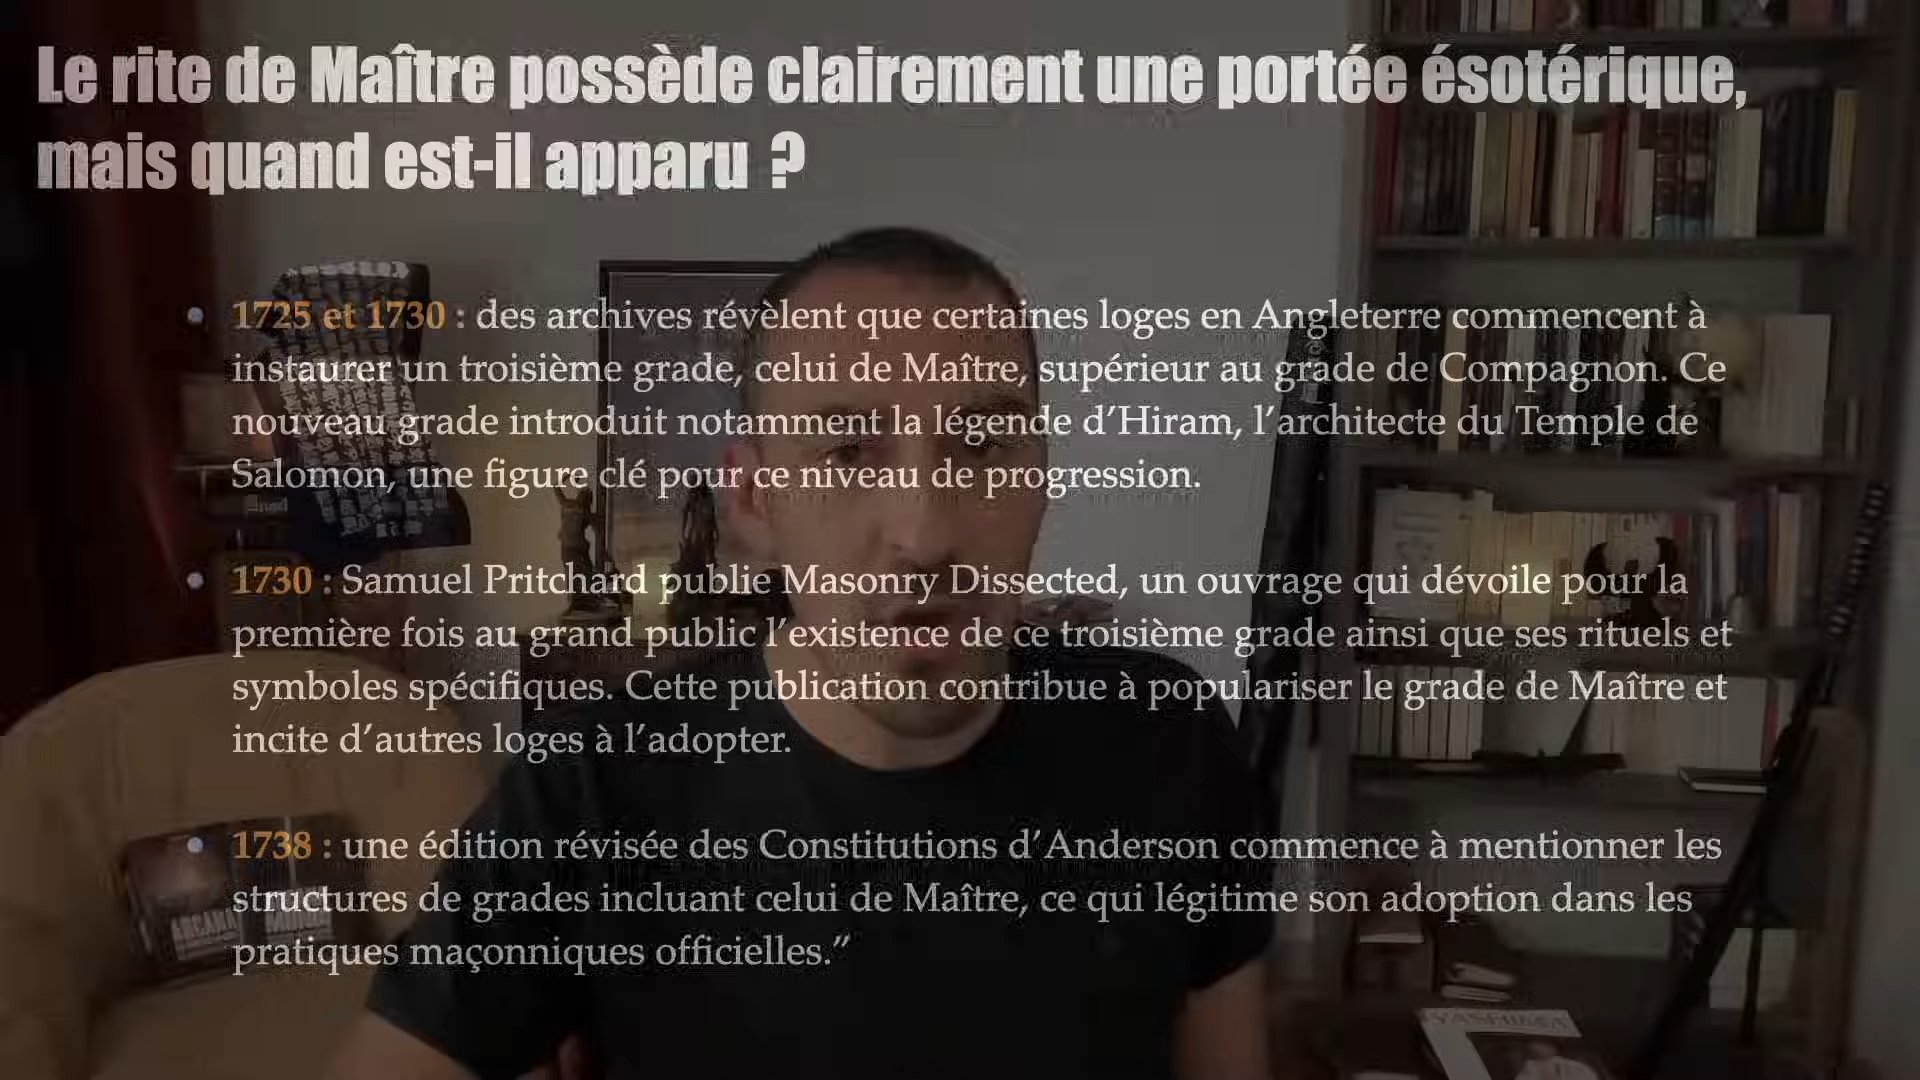 Le rite de Maître possède clairement une portée ésotérique,
mais quand est-il apparu ?
• 1725 et 1730 : des archives révèlent que certaines loges en Angleterre commencent à
instaurer un troisième grade, celui de Maître, supérieur au grade de Compagnon. Ce
nouveau grade introduit notamment la légende d’Hiram, l’architecte du Temple de
Salomon, une figure clé pour ce niveau de progression.
• 1730 : Samuel Pritchard publie Masonry Dissected, un ouvrage qui dévoile pour la
première fois au grand public l’existence de ce troisième grade ainsi que ses rituels et
symboles spécifiques. Cette publication contribue à populariser le grade de Maître et
incite d’autres loges à l’adopter.
• 1738 : une édition révisée des Constitutions d’Anderson commence à mentionner les
structures de grades incluant celui de Maître, ce qui légitime son adoption dans les
pratiques maçonniques officielles.”